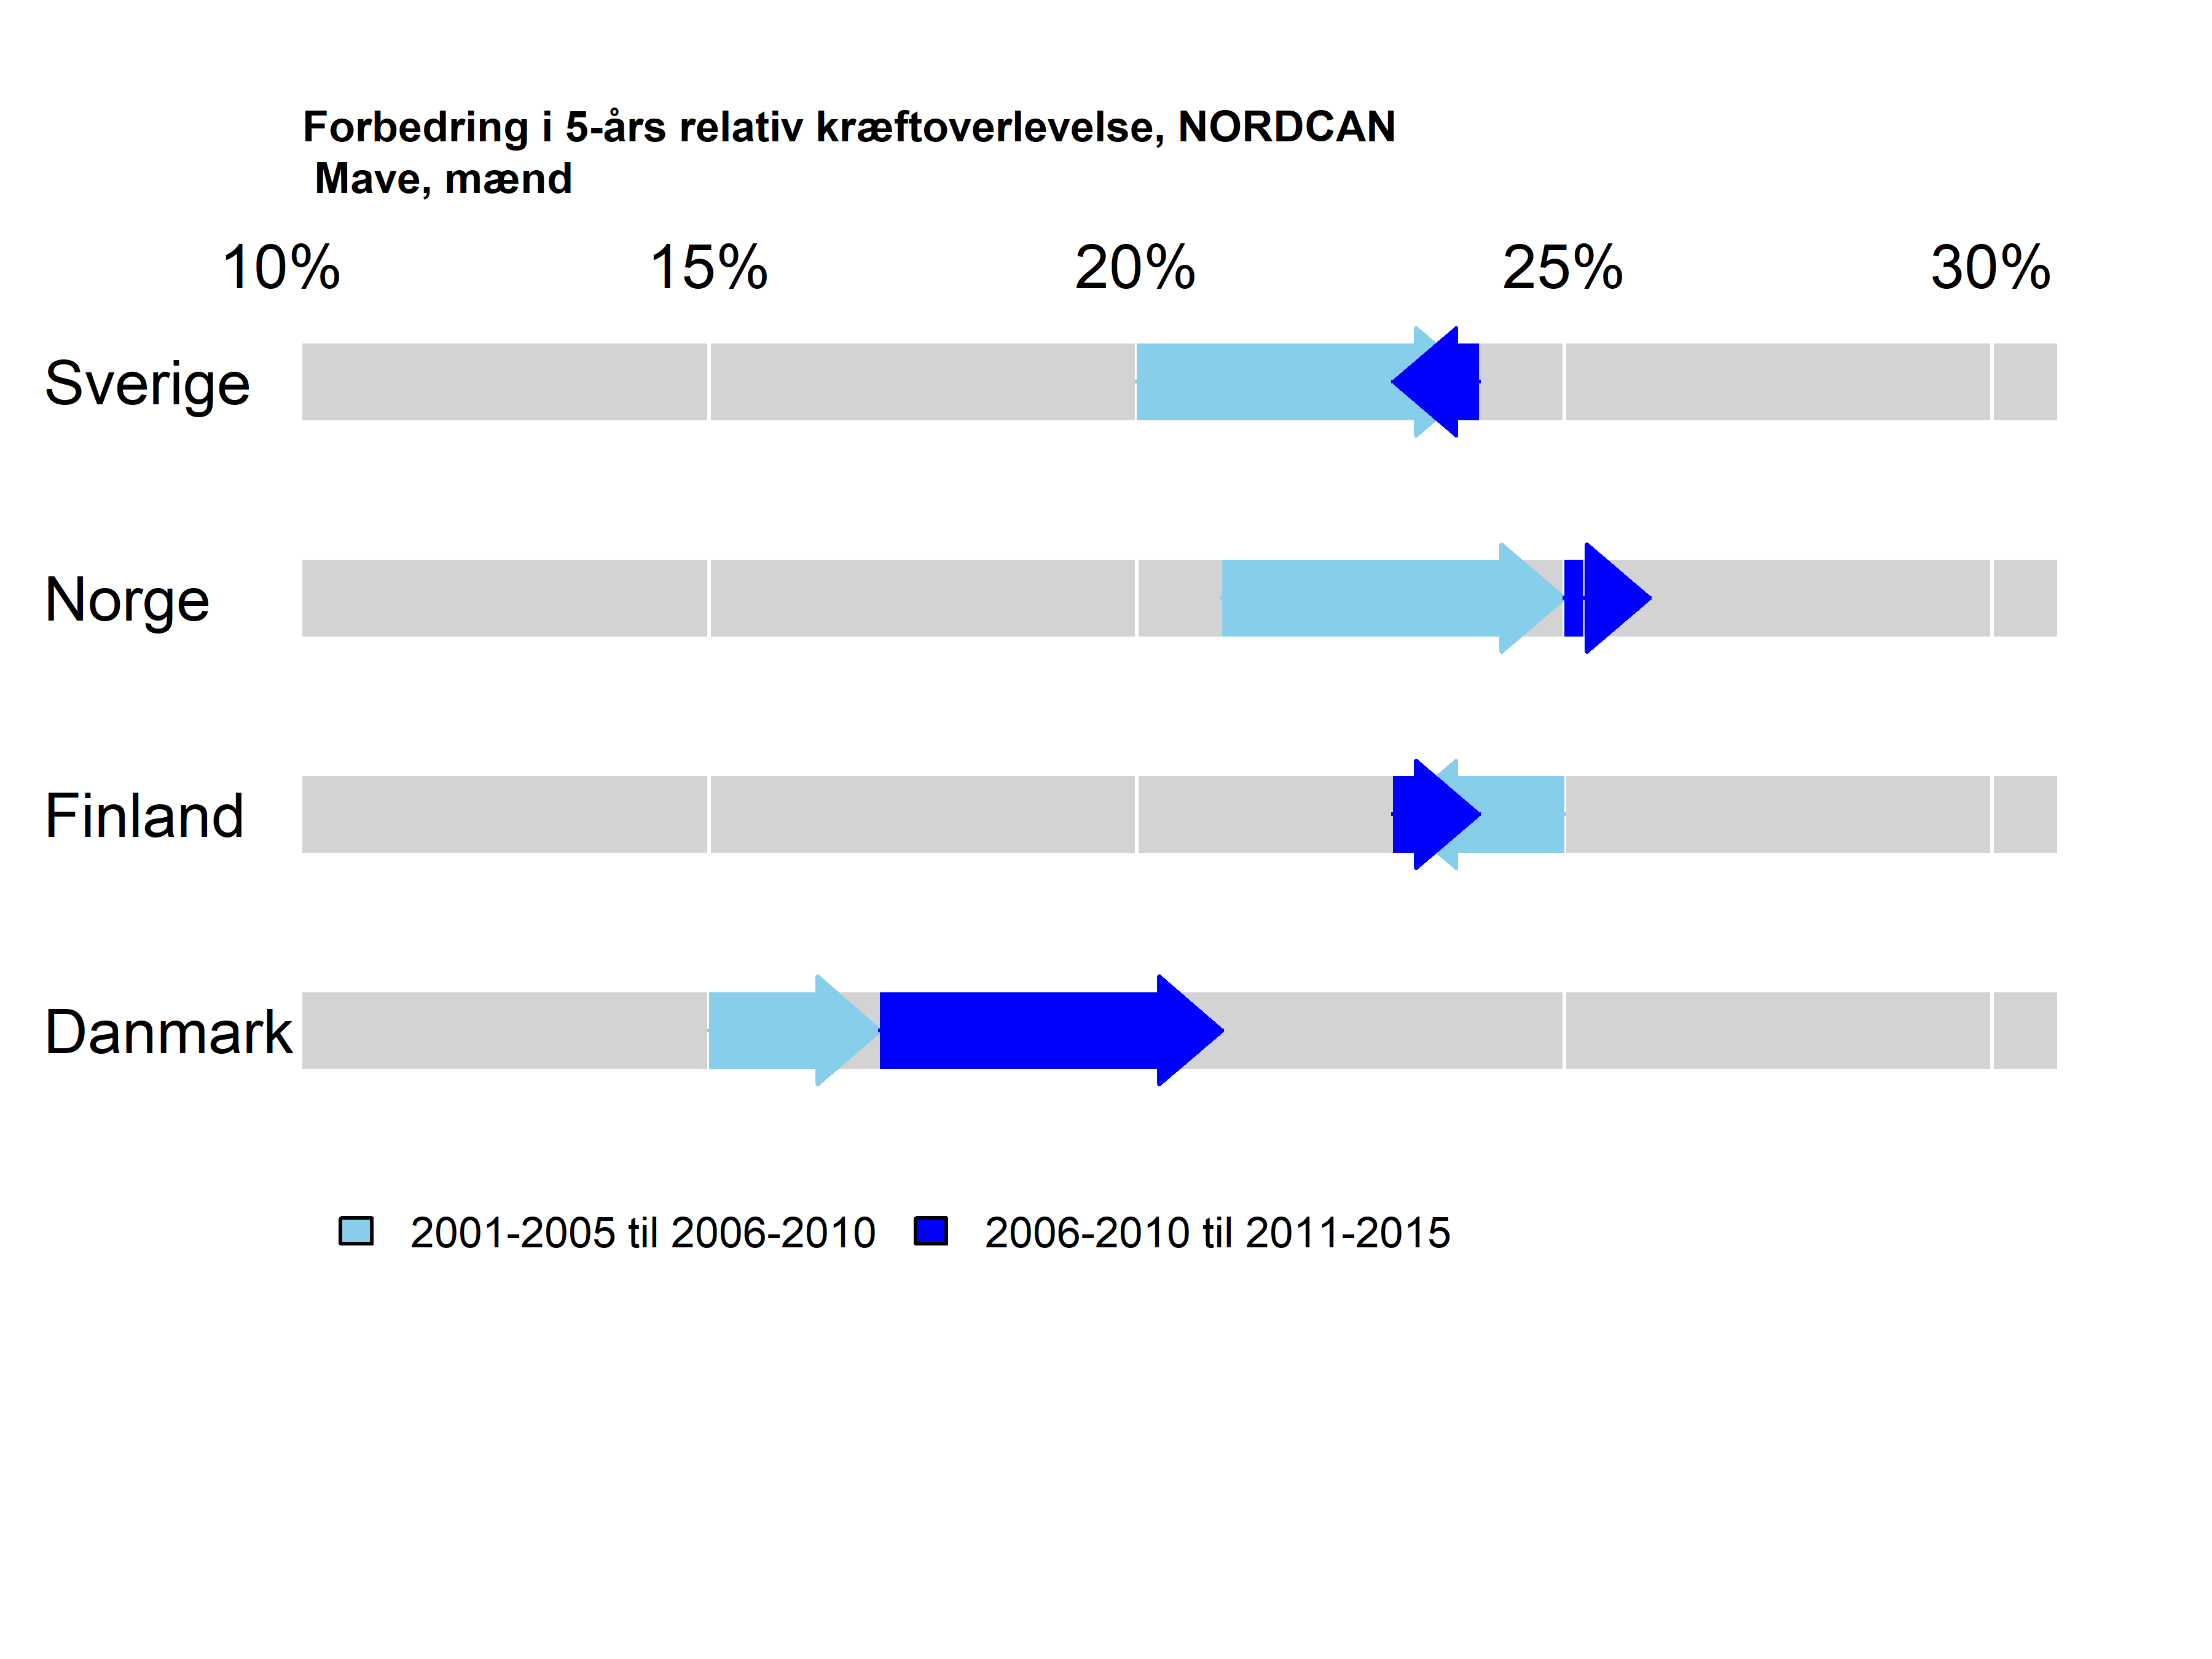 Forbedring i 5-års relativ kræftoverlevelse, NORDCAN
Mave, mænd
10% 15% 20% 25% 30%
Sverige
Norge
Finland
Danmark
2001-2005 til 2006-2010 2006-2010 til 2011-2015